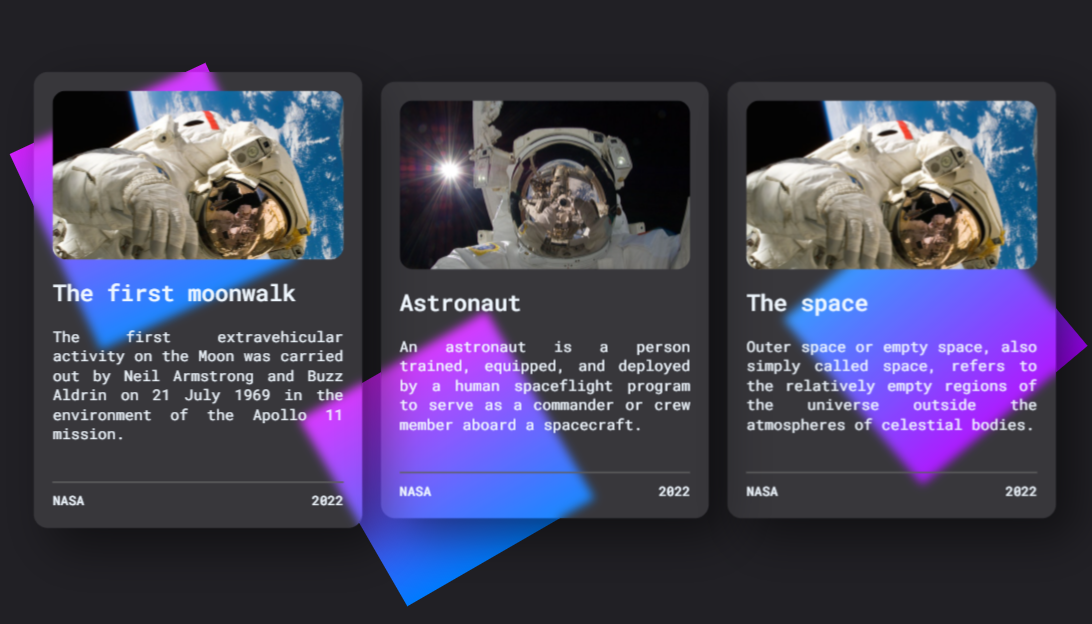 The first moonwalk
The first extravehicular
activity on the Moon was carried
out by Neil Armstrong and Buzz
Aldrin on 21 July 1969 in the
environment of the Apollo 11
mission.
NASA 2022
Astronaut
An astronaut is a person
trained, equipped, and deployed
by a human spaceflight program
to serve as a commander or crew
member aboard a spacecraft.
NASA 2022
The space
Outer space or empty space, also
simply called space, refers to
the relatively empty regions of
the universe outside the
atmospheres of celestial bodies.
NASA 2022